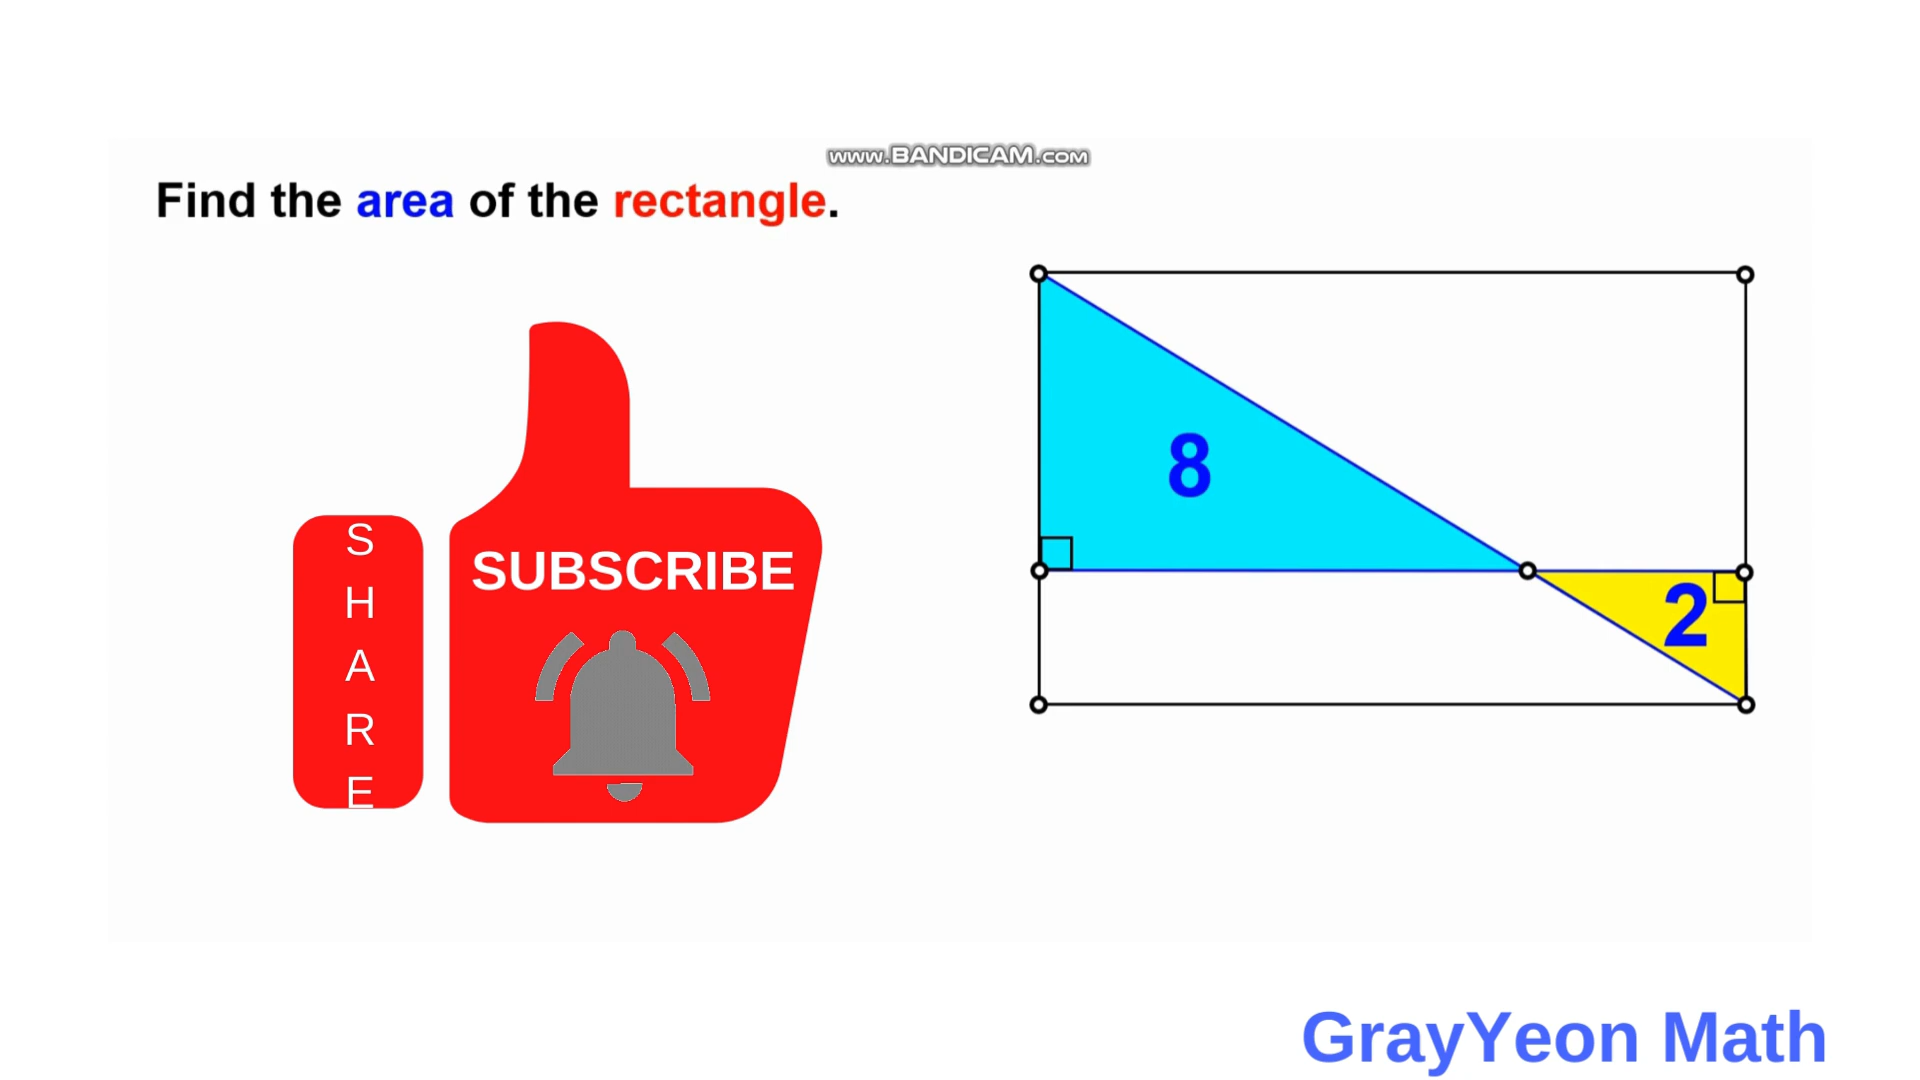 www.BANDICAM.com
Find the area of the rectangle.
8
2
S
H
A
R
E
SUBSCRIBE
GrayYeon Math